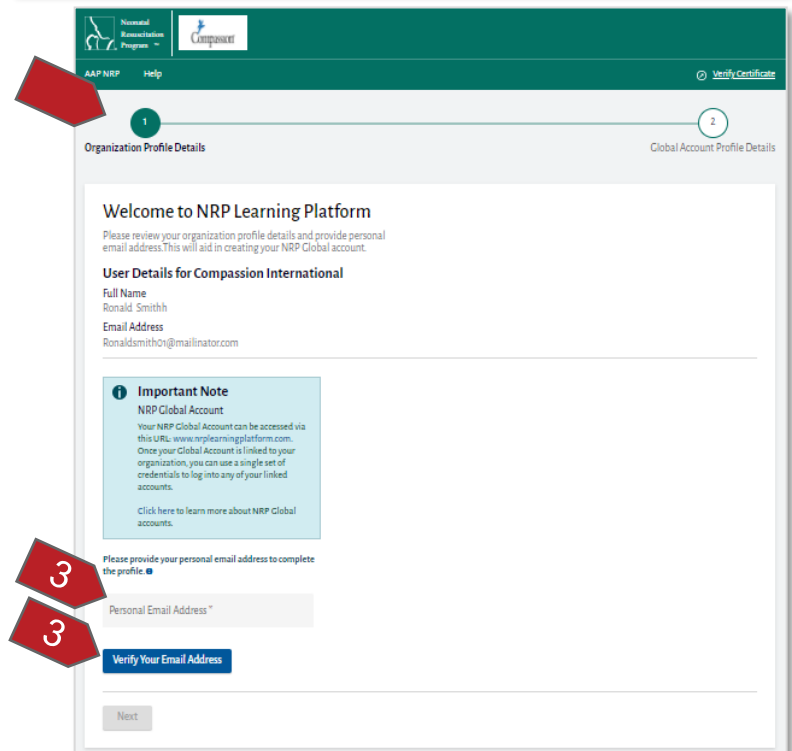 Neonatal
Resuscitation
Program ™
Compassion
AAP NRP Help Verify Certificate
1 2
Organization Profile Details Global Account Profile Details
Welcome to NRP Learning Platform
Please review your organization profile details and provide personal
email address.This will aid in creating your NRP Global account.
User Details for Compassion International
Full Name
Ronald Smithh
Email Address
Ronaldsmith01@mailinator.com
Important Note
NRP Global Account
Your NRP Global Account can be accessed via
this URL: www.nrplearningplatform.com.
Once your Global Account is linked to your
organization, you can use a single set of
credentials to log into any of your linked
accounts.
Click here to learn more about NRP Global
accounts.
Please provide your personal email address to complete
the profile.
3
Personal Email Address *
3
Verify Your Email Address
Next